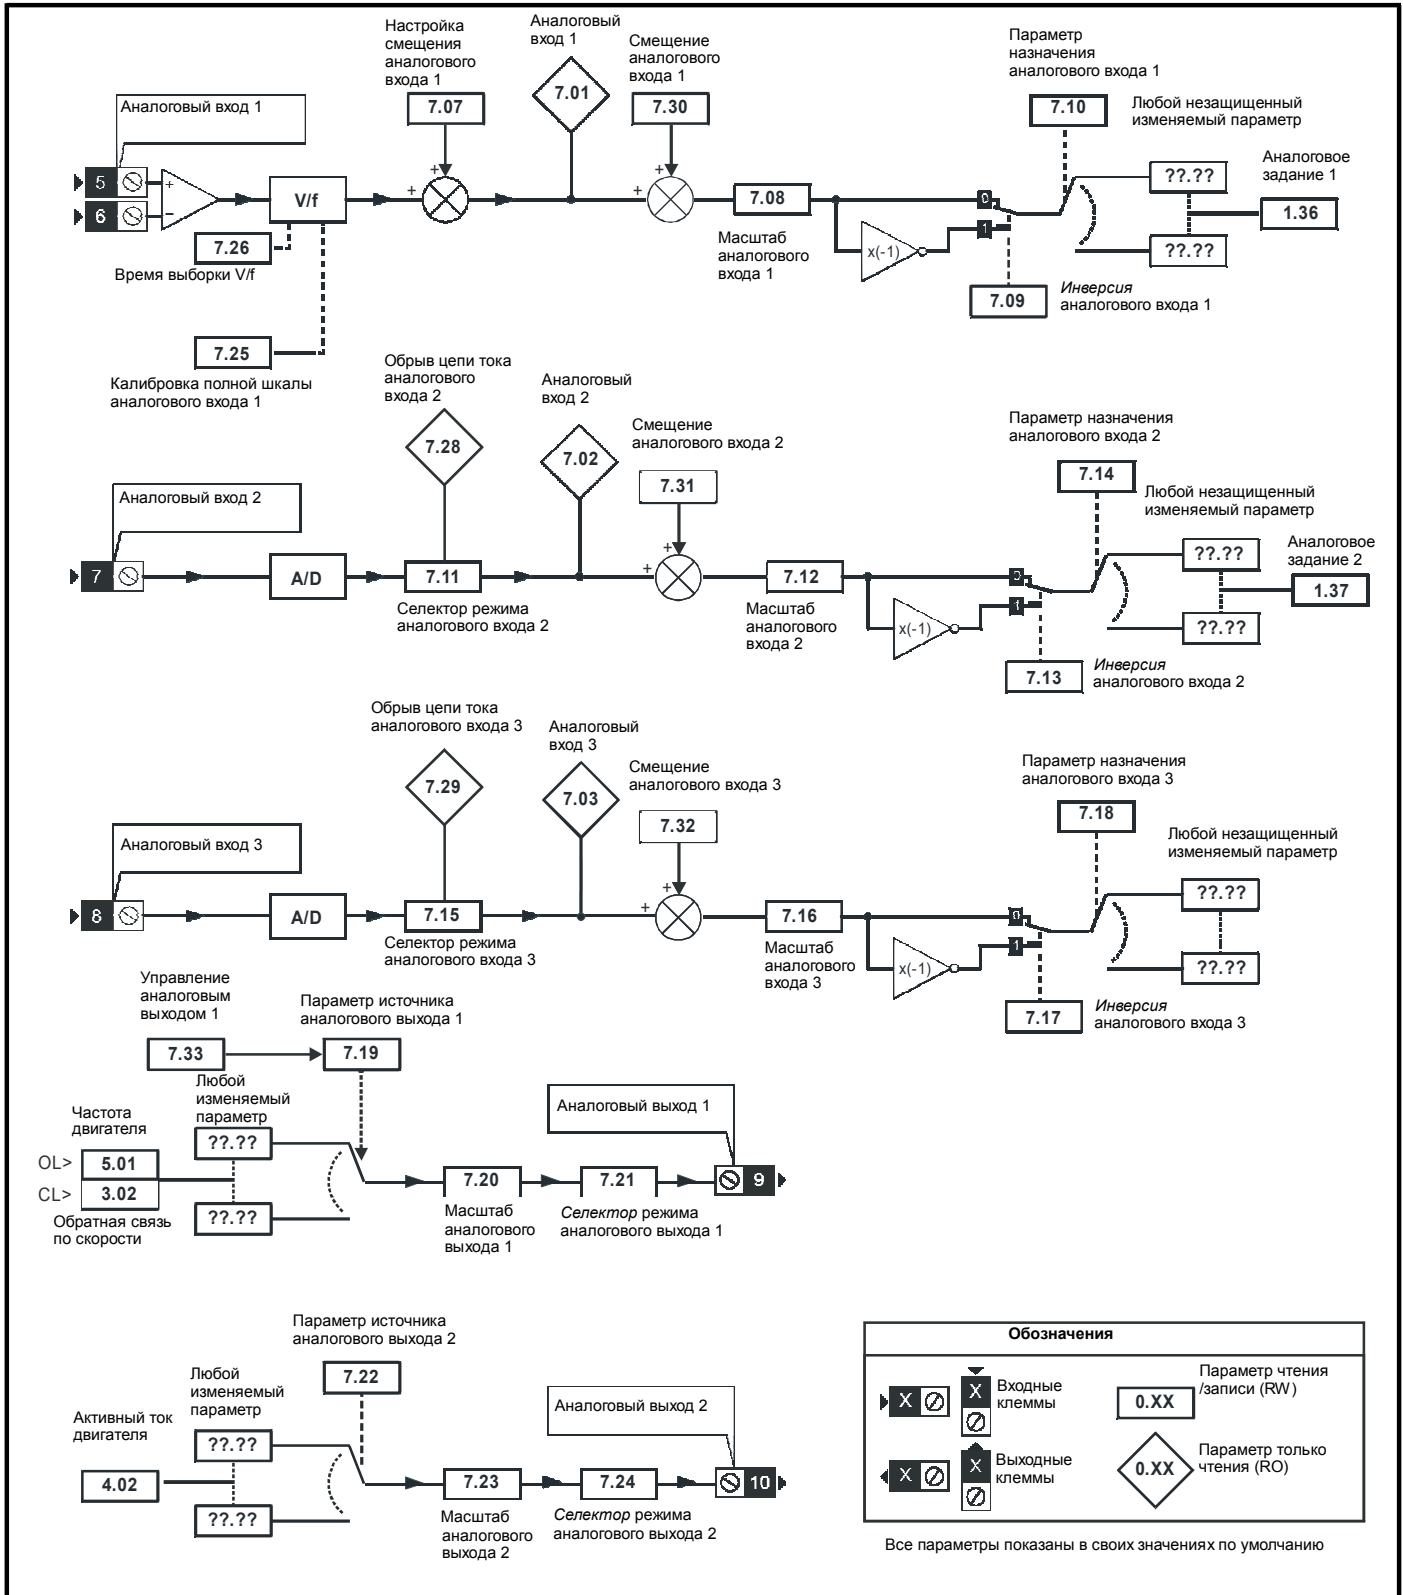 Настройка
смещения
аналогового
входа 1
Аналоговый
вход 1
Смещение
аналогового
входа 1
Параметр
назначения
аналогового входа 1
Аналоговый вход 1
7.07
7.01
7.30
7.10
Любой незащищенный
изменяемый параметр
5
6
+
−
V/f
+
+
+
+
7.08
0
1
x(-1)
??.??
??.??
Аналоговое
задание 1
1.36
7.26
Время выборки V/f
Масштаб
аналогового
входа 1
7.09
Инверсия
аналогового входа 1
7.25
Калибровка полной шкалы
аналогового входа 1
Обрыв цепи тока
аналогового
входа 2
Аналоговый
вход 2
Смещение
аналогового входа 2
Параметр назначения
аналогового входа 2
7.28
7.02
7.31
7.14
Любой незащищенный
изменяемый параметр
Аналоговый вход 2
7
A/D
7.11
+
+
7.12
0
1
x(-1)
??.??
??.??
Аналоговое
задание 2
1.37
Селектор режима
аналогового входа 2
Масштаб
аналогового
входа 2
7.13
Инверсия
аналогового входа 2
Обрыв цепи тока
аналогового входа 3
Аналоговый
вход 3
Смещение
аналогового входа 3
Параметр назначения
аналогового входа 3
7.29
7.03
7.32
7.18
Любой незащищенный
изменяемый параметр
Аналоговый вход 3
8
A/D
7.15
+
+
7.16
0
1
x(-1)
??.??
??.??
Селектор режима
аналогового входа 3
Масштаб
аналогового
входа 3
7.17
Инверсия
аналогового входа 3
Управление
аналоговым
выходом 1
Параметр источника
аналогового выхода 1
7.33
7.19
Любой
изменяемый
параметр
Частота
двигателя
Аналоговый выход 1
??.??
OL>
5.01
CL>
3.02
??.??
7.20
7.21
9
Обратная связь
по скорости
Масштаб
аналогового
выхода 1
Селектор режима
аналогового выхода 1
Параметр источника
аналогового выхода 2
7.22
Любой
изменяемый
параметр
Активный ток
двигателя
Аналоговый выход 2
??.??
4.02
??.??
7.23
7.24
10
Масштаб
аналогового
выхода 2
Селектор режима
аналогового выхода 2
Обозначения
X
X
Входные
клеммы
0.XX
Параметр чтения
/записи (RW)
X
X
Выходные
клеммы
0.XX
Параметр только
чтения (RO)
Все параметры показаны в своих значениях по умолчанию